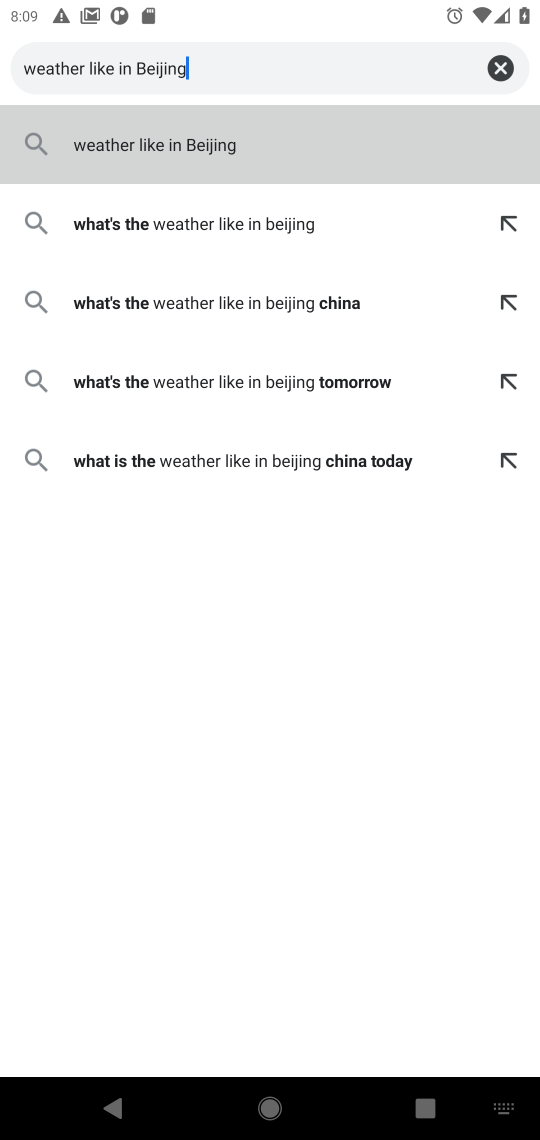 8:09
weather like in Beijing
weather like in Beijing
what's the weather like in beijing
what's the weather like in beijing china
what's the weather like in beijing tomorrow
what is the weather like in beijing china today